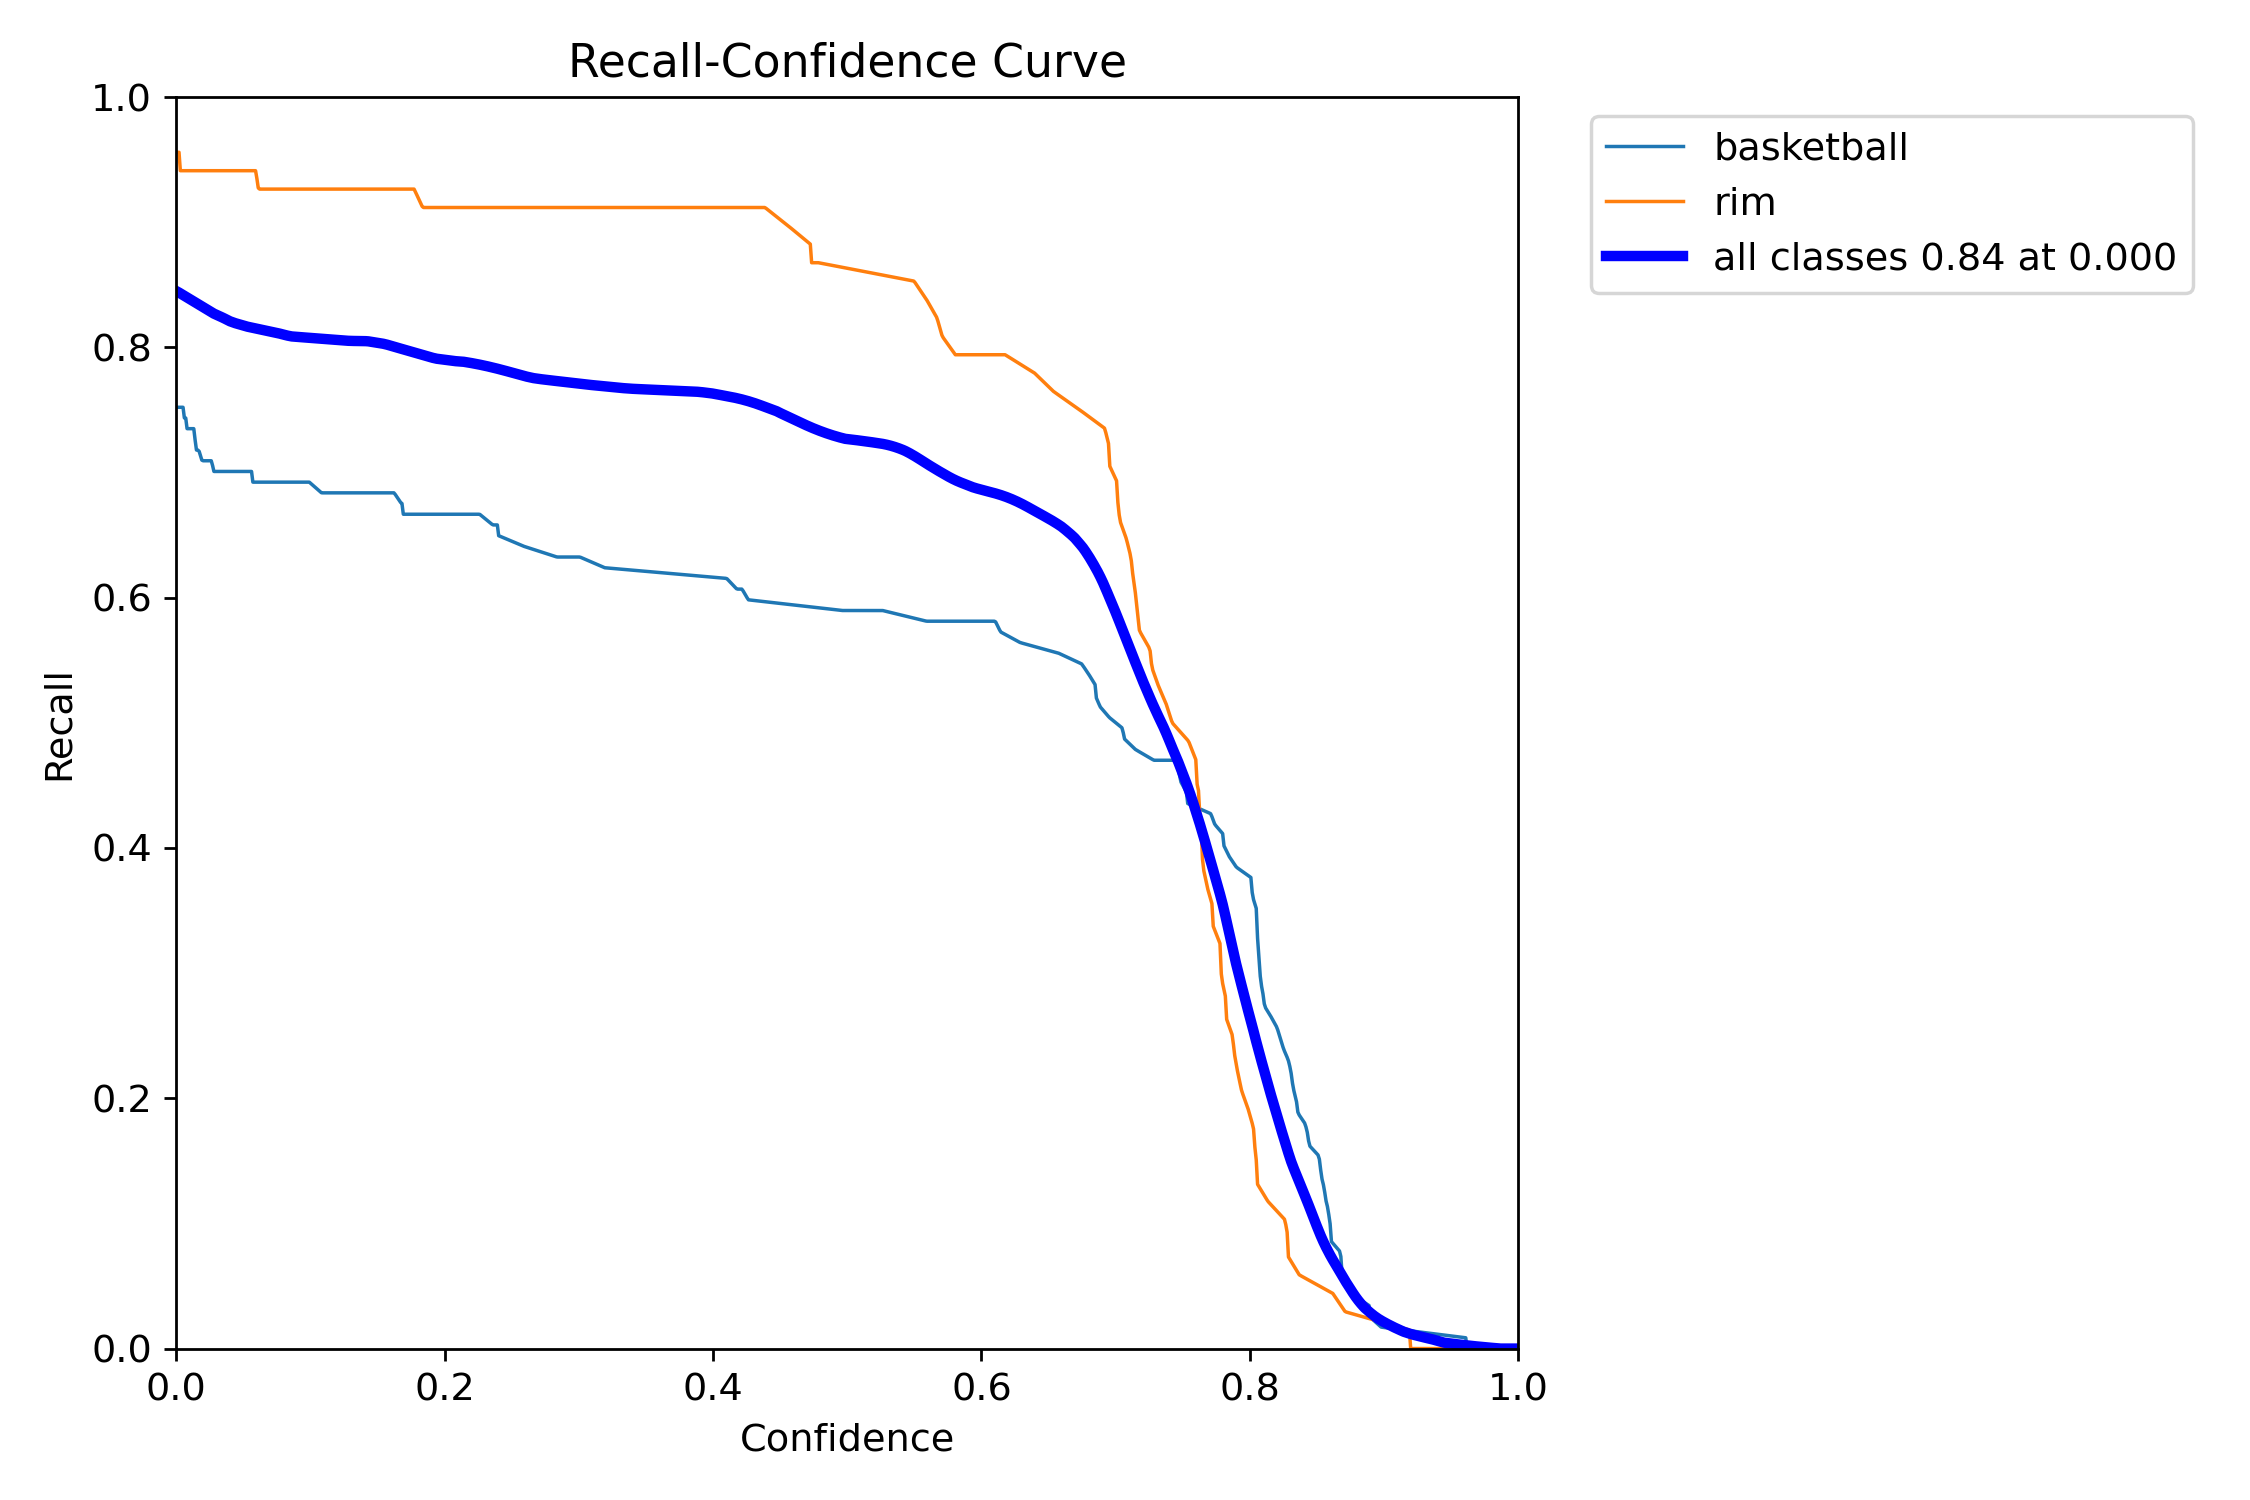 Recall-Confidence Curve
1.0
0.8
0.6
0.4
0.2
0.0
Recall
0.0 0.2 0.4 0.6 0.8 1.0
Confidence
basketball
rim
all classes 0.84 at 0.000